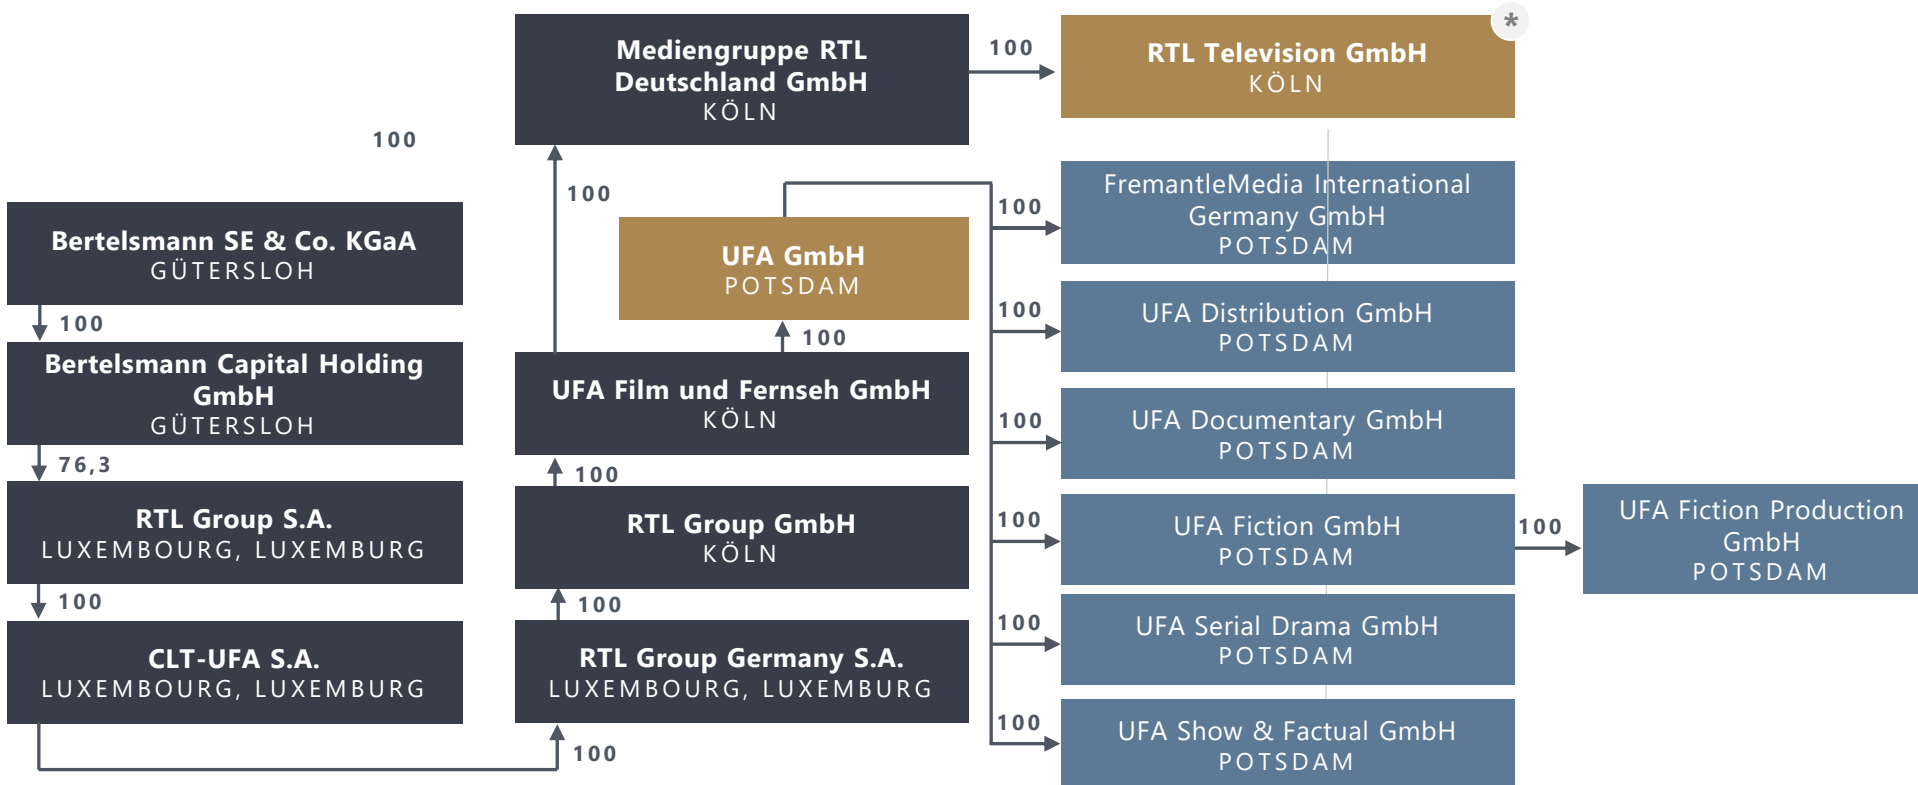 100
Bertelsmann SE & Co. KGaA
GÜTERSLOH
100
Bertelsmann Capital Holding
GmbH
GÜTERSLOH
76,3
RTL Group S.A.
LUXEMBOURG, LUXEMBURG
100
CLT-UFA S.A.
LUXEMBOURG, LUXEMBURG
100
RTL Group Germany S.A.
LUXEMBOURG, LUXEMBURG
100
RTL Group GmbH
KÖLN
100
UFA Film und Fernseh GmbH
KÖLN
100
Mediengruppe RTL
Deutschland GmbH
KÖLN
100
RTL Television GmbH
KÖLN
*
100
UFA GmbH
POTSDAM
100
FremantleMedia International
Germany GmbH
POTSDAM
100
UFA Distribution GmbH
POTSDAM
100
UFA Documentary GmbH
POTSDAM
100
UFA Fiction GmbH
POTSDAM
100
UFA Fiction Production
GmbH
POTSDAM
100
UFA Serial Drama GmbH
POTSDAM
100
UFA Show & Factual GmbH
POTSDAM